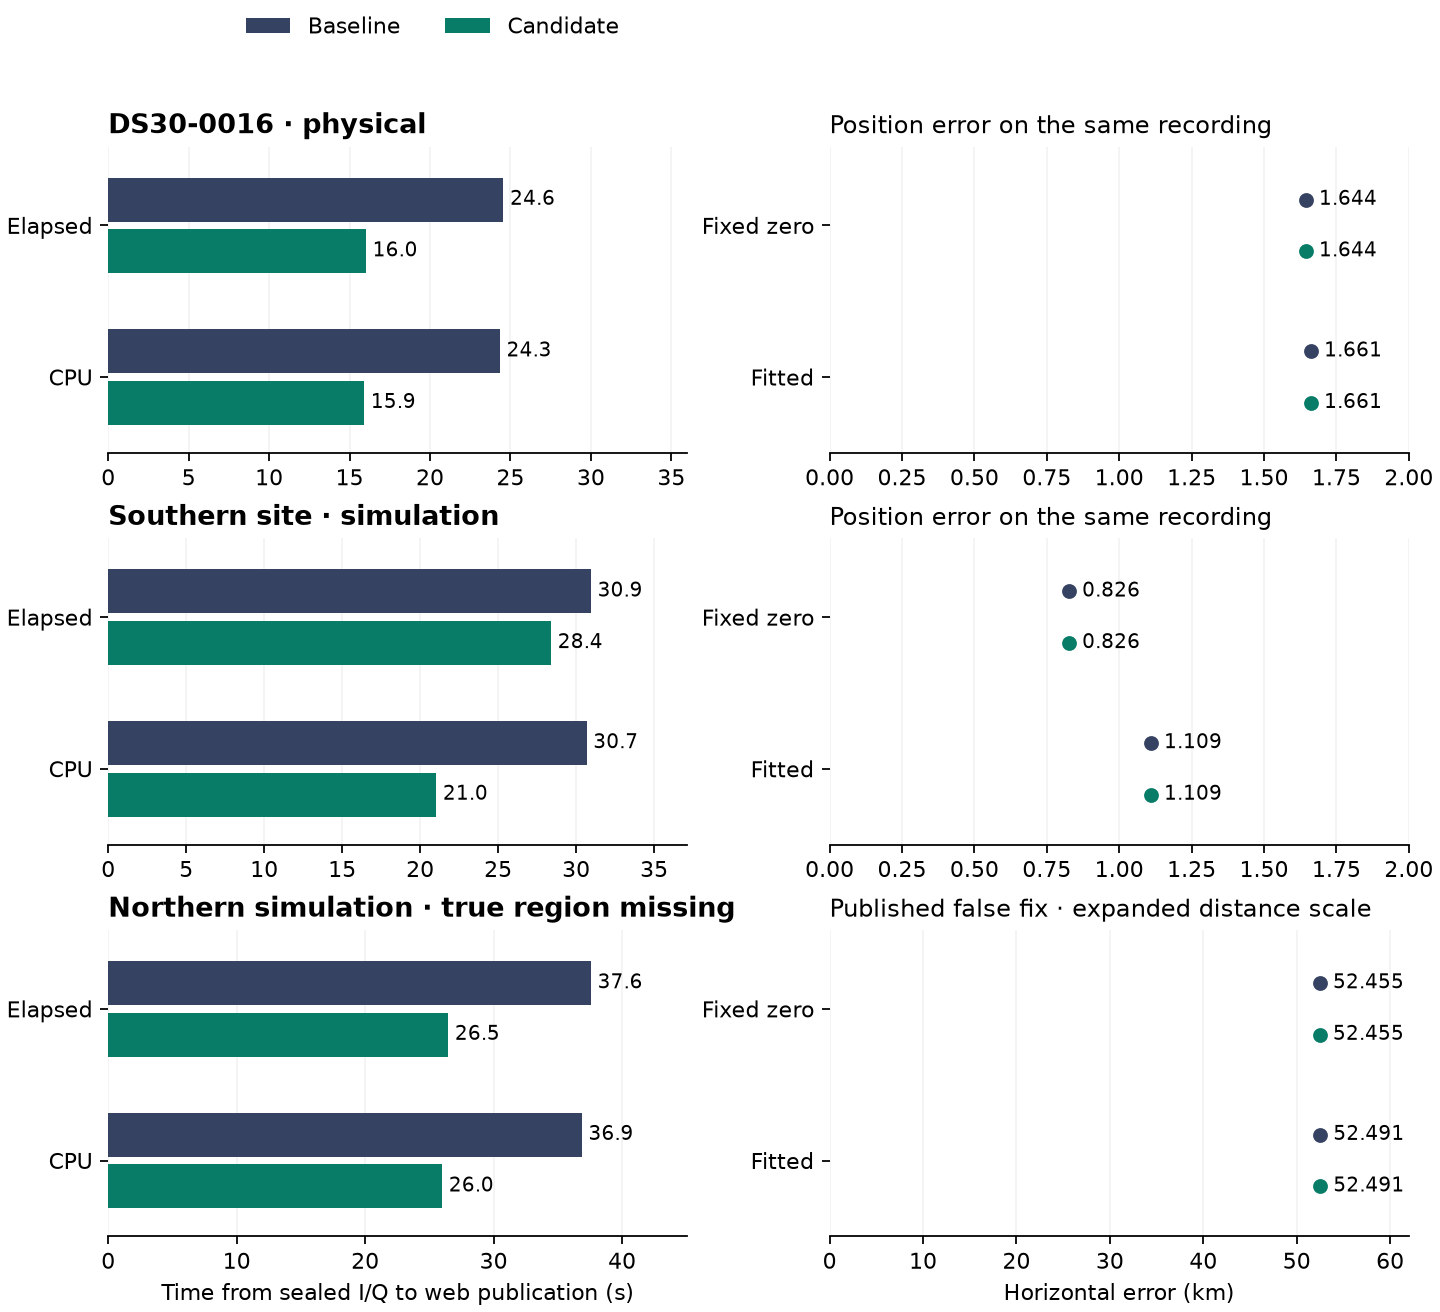 Baseline Candidate
DS30-0016 · physical
Elapsed
24.6
16.0
CPU
24.3
15.9
0 5 10 15 20 25 30 35
Position error on the same recording
Fixed zero
1.644
1.644
Fitted
1.661
1.661
0.00 0.25 0.50 0.75 1.00 1.25 1.50 1.75 2.00
Southern site · simulation
Elapsed
30.9
28.4
CPU
30.7
21.0
0 5 10 15 20 25 30 35
Position error on the same recording
Fixed zero
0.826
0.826
Fitted
1.109
1.109
0.00 0.25 0.50 0.75 1.00 1.25 1.50 1.75 2.00
Northern simulation · true region missing
Elapsed
37.6
26.5
CPU
36.9
26.0
0 10 20 30 40
Time from sealed I/Q to web publication (s)
Published false fix · expanded distance scale
Fixed zero
52.455
52.455
Fitted
52.491
52.491
0 10 20 30 40 50 60
Horizontal error (km)